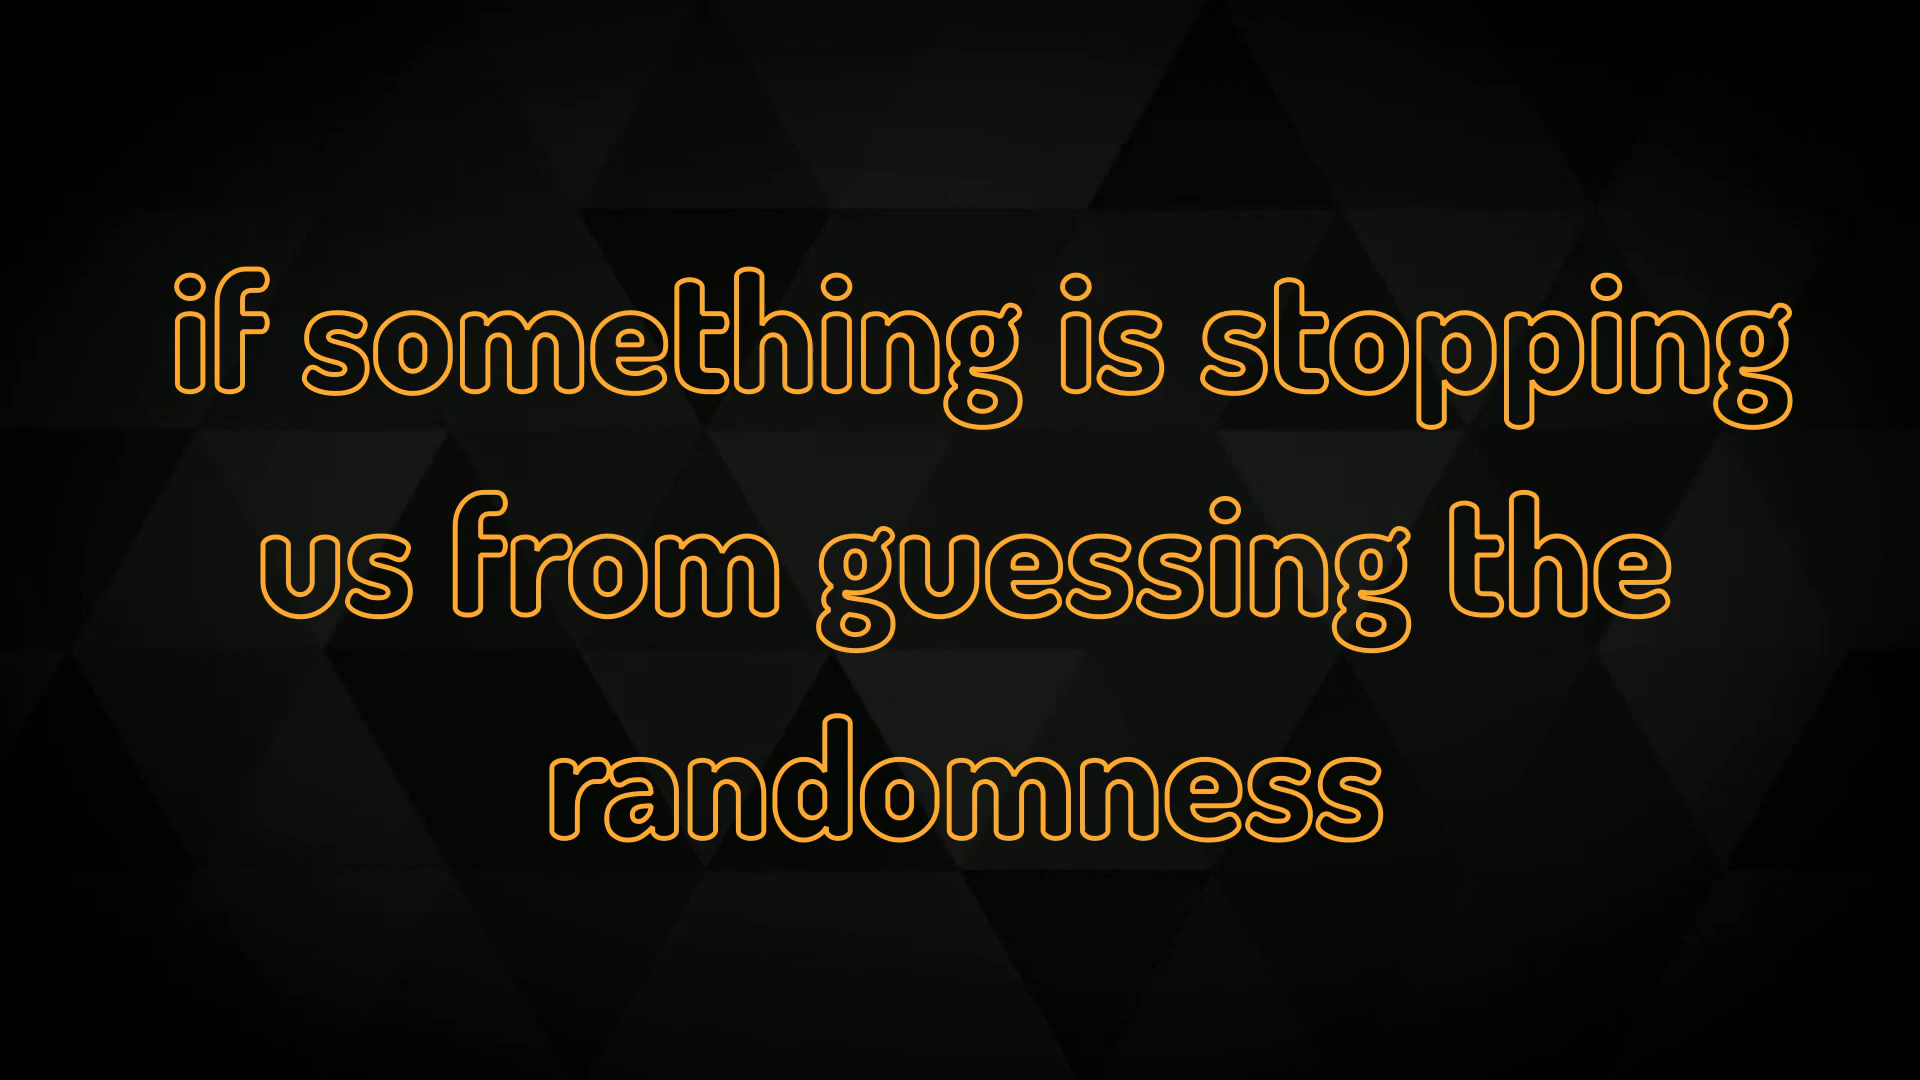 if something is stopping
us from guessing the
randomness